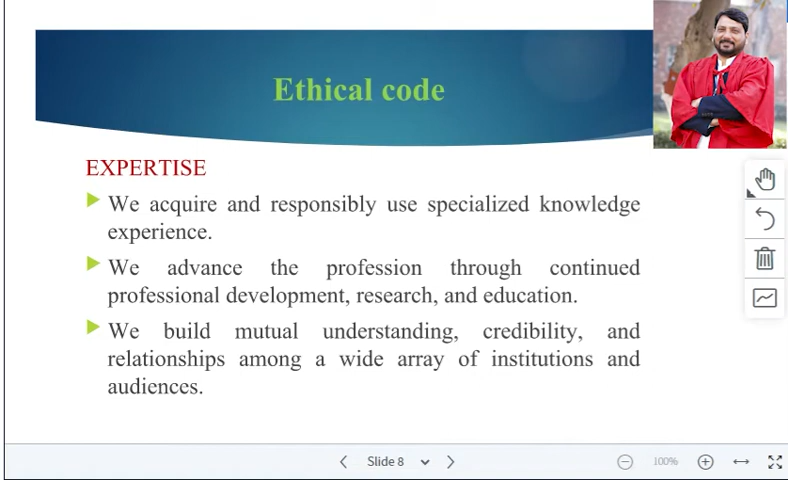 Ethical code
EXPERTISE
We acquire and responsibly use specialized knowledge
experience.
We advance the profession through continued
professional development, research, and education.
We build mutual understanding, credibility, and
relationships among a wide array of institutions and
audiences.
Slide 8
100%